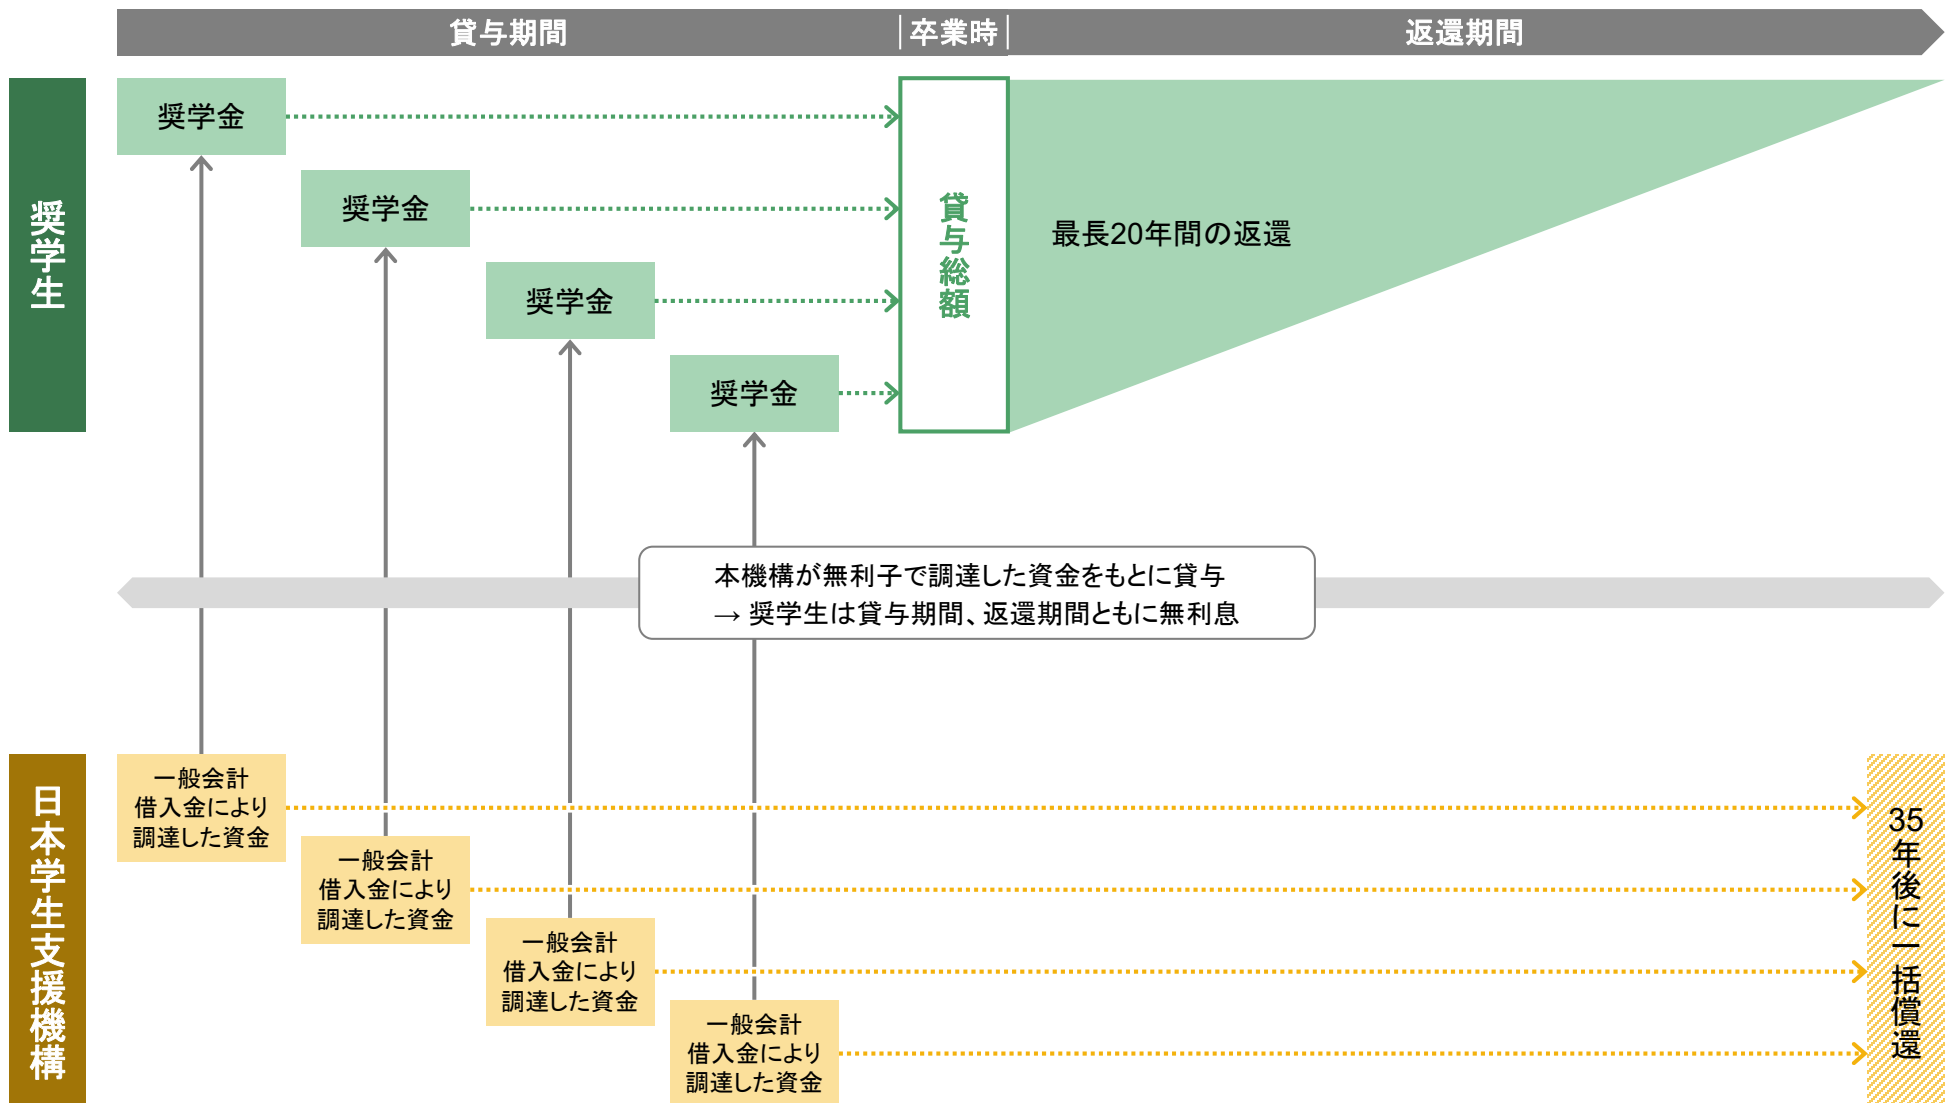 貸与期間
卒業時
返還期間
奨学生
奨学金
奨学金
奨学金
奨学金
貸与総額
最長20年間の返還
本機構が無利子で調達した資金をもとに貸与
→ 奨学生は貸与期間、返還期間ともに無利息
日本学生支援機構
一般会計
借入金により
調達した資金
一般会計
借入金により
調達した資金
一般会計
借入金により
調達した資金
一般会計
借入金により
調達した資金
35年後に一括償還